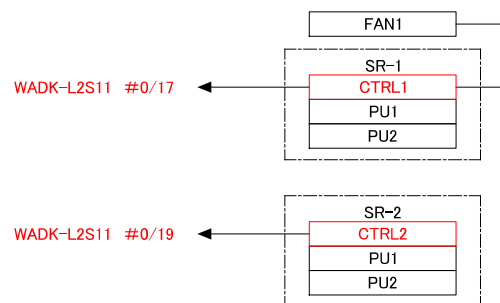 FAN1
SR-1
WADK-L2S11 #0/17
CTRL1
PU1
PU2
SR-2
WADK-L2S11 #0/19
CTRL2
PU1
PU2